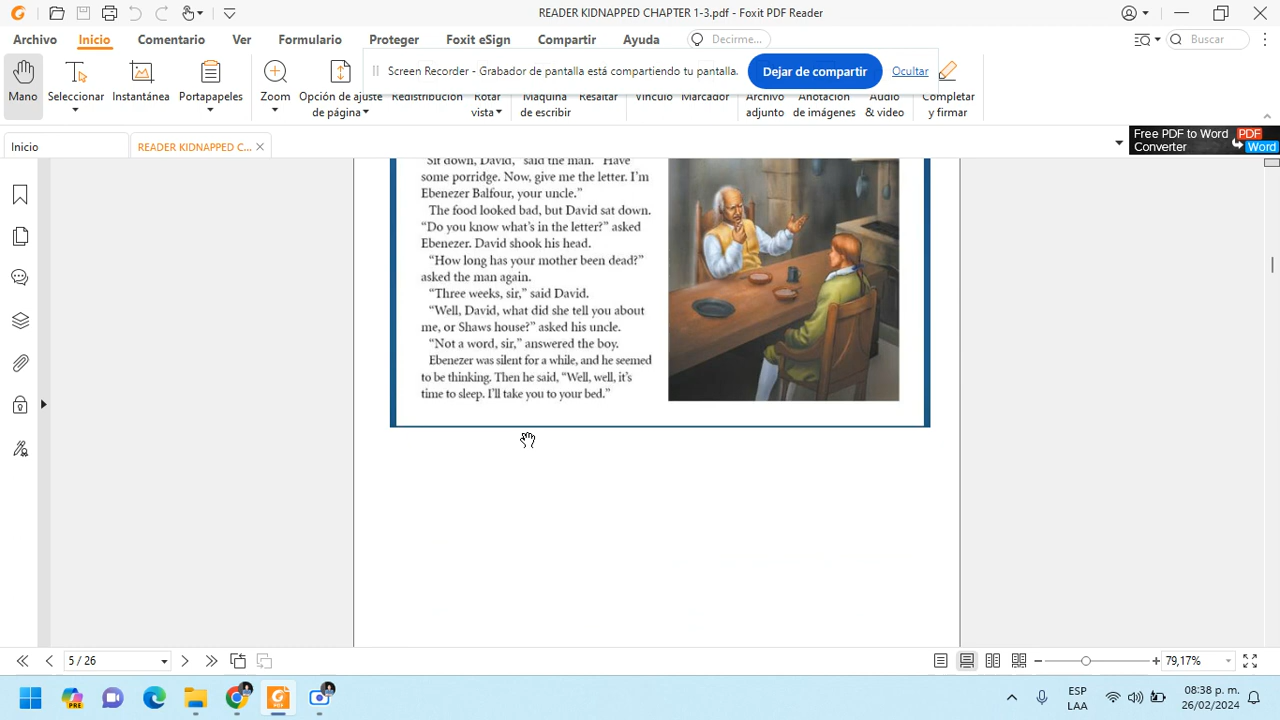 READER KIDNAPPED CHAPTER 1-3.pdf - Foxit PDF Reader
Archivo Inicio Comentario Ver Formulario Proteger Foxit eSign Compartir Ayuda Decirme... Buscar
Screen Recorder - Grabador de pantalla está compartiendo tu pantalla. Dejar de compartir Ocultar
Mano Seleccionar Instantánea Portapapeles Zoom Opción de ajuste de página Redistribución Rotar vista Máquina de escribir Resaltar Vínculo Marcador Archivo adjunto Anotación de imágenes Audio & video Completar y firmar
Inicio READER KIDNAPPED C...
Free PDF to Word PDF
Converter Word
"Sit down, David," said the man. "Have
some porridge. Now, give me the letter. I'm
Ebenezer Balfour, your uncle."
The food looked bad, but David sat down.
"Do you know what's in the letter?" asked
Ebenezer. David shook his head.
"How long has your mother been dead?"
asked the man again.
"Three weeks, sir," said David.
"Well, David, what did she tell you about
me, or Shaws house?" asked his uncle.
"Not a word, sir," answered the boy.
Ebenezer was silent for a while, and he seemed
to be thinking. Then he said, "Well, well, it's
time to sleep. I'll take you to your bed."
5 / 26 79,17%
PRE PDF
ESP
LAA
08:38 p. m.
26/02/2024